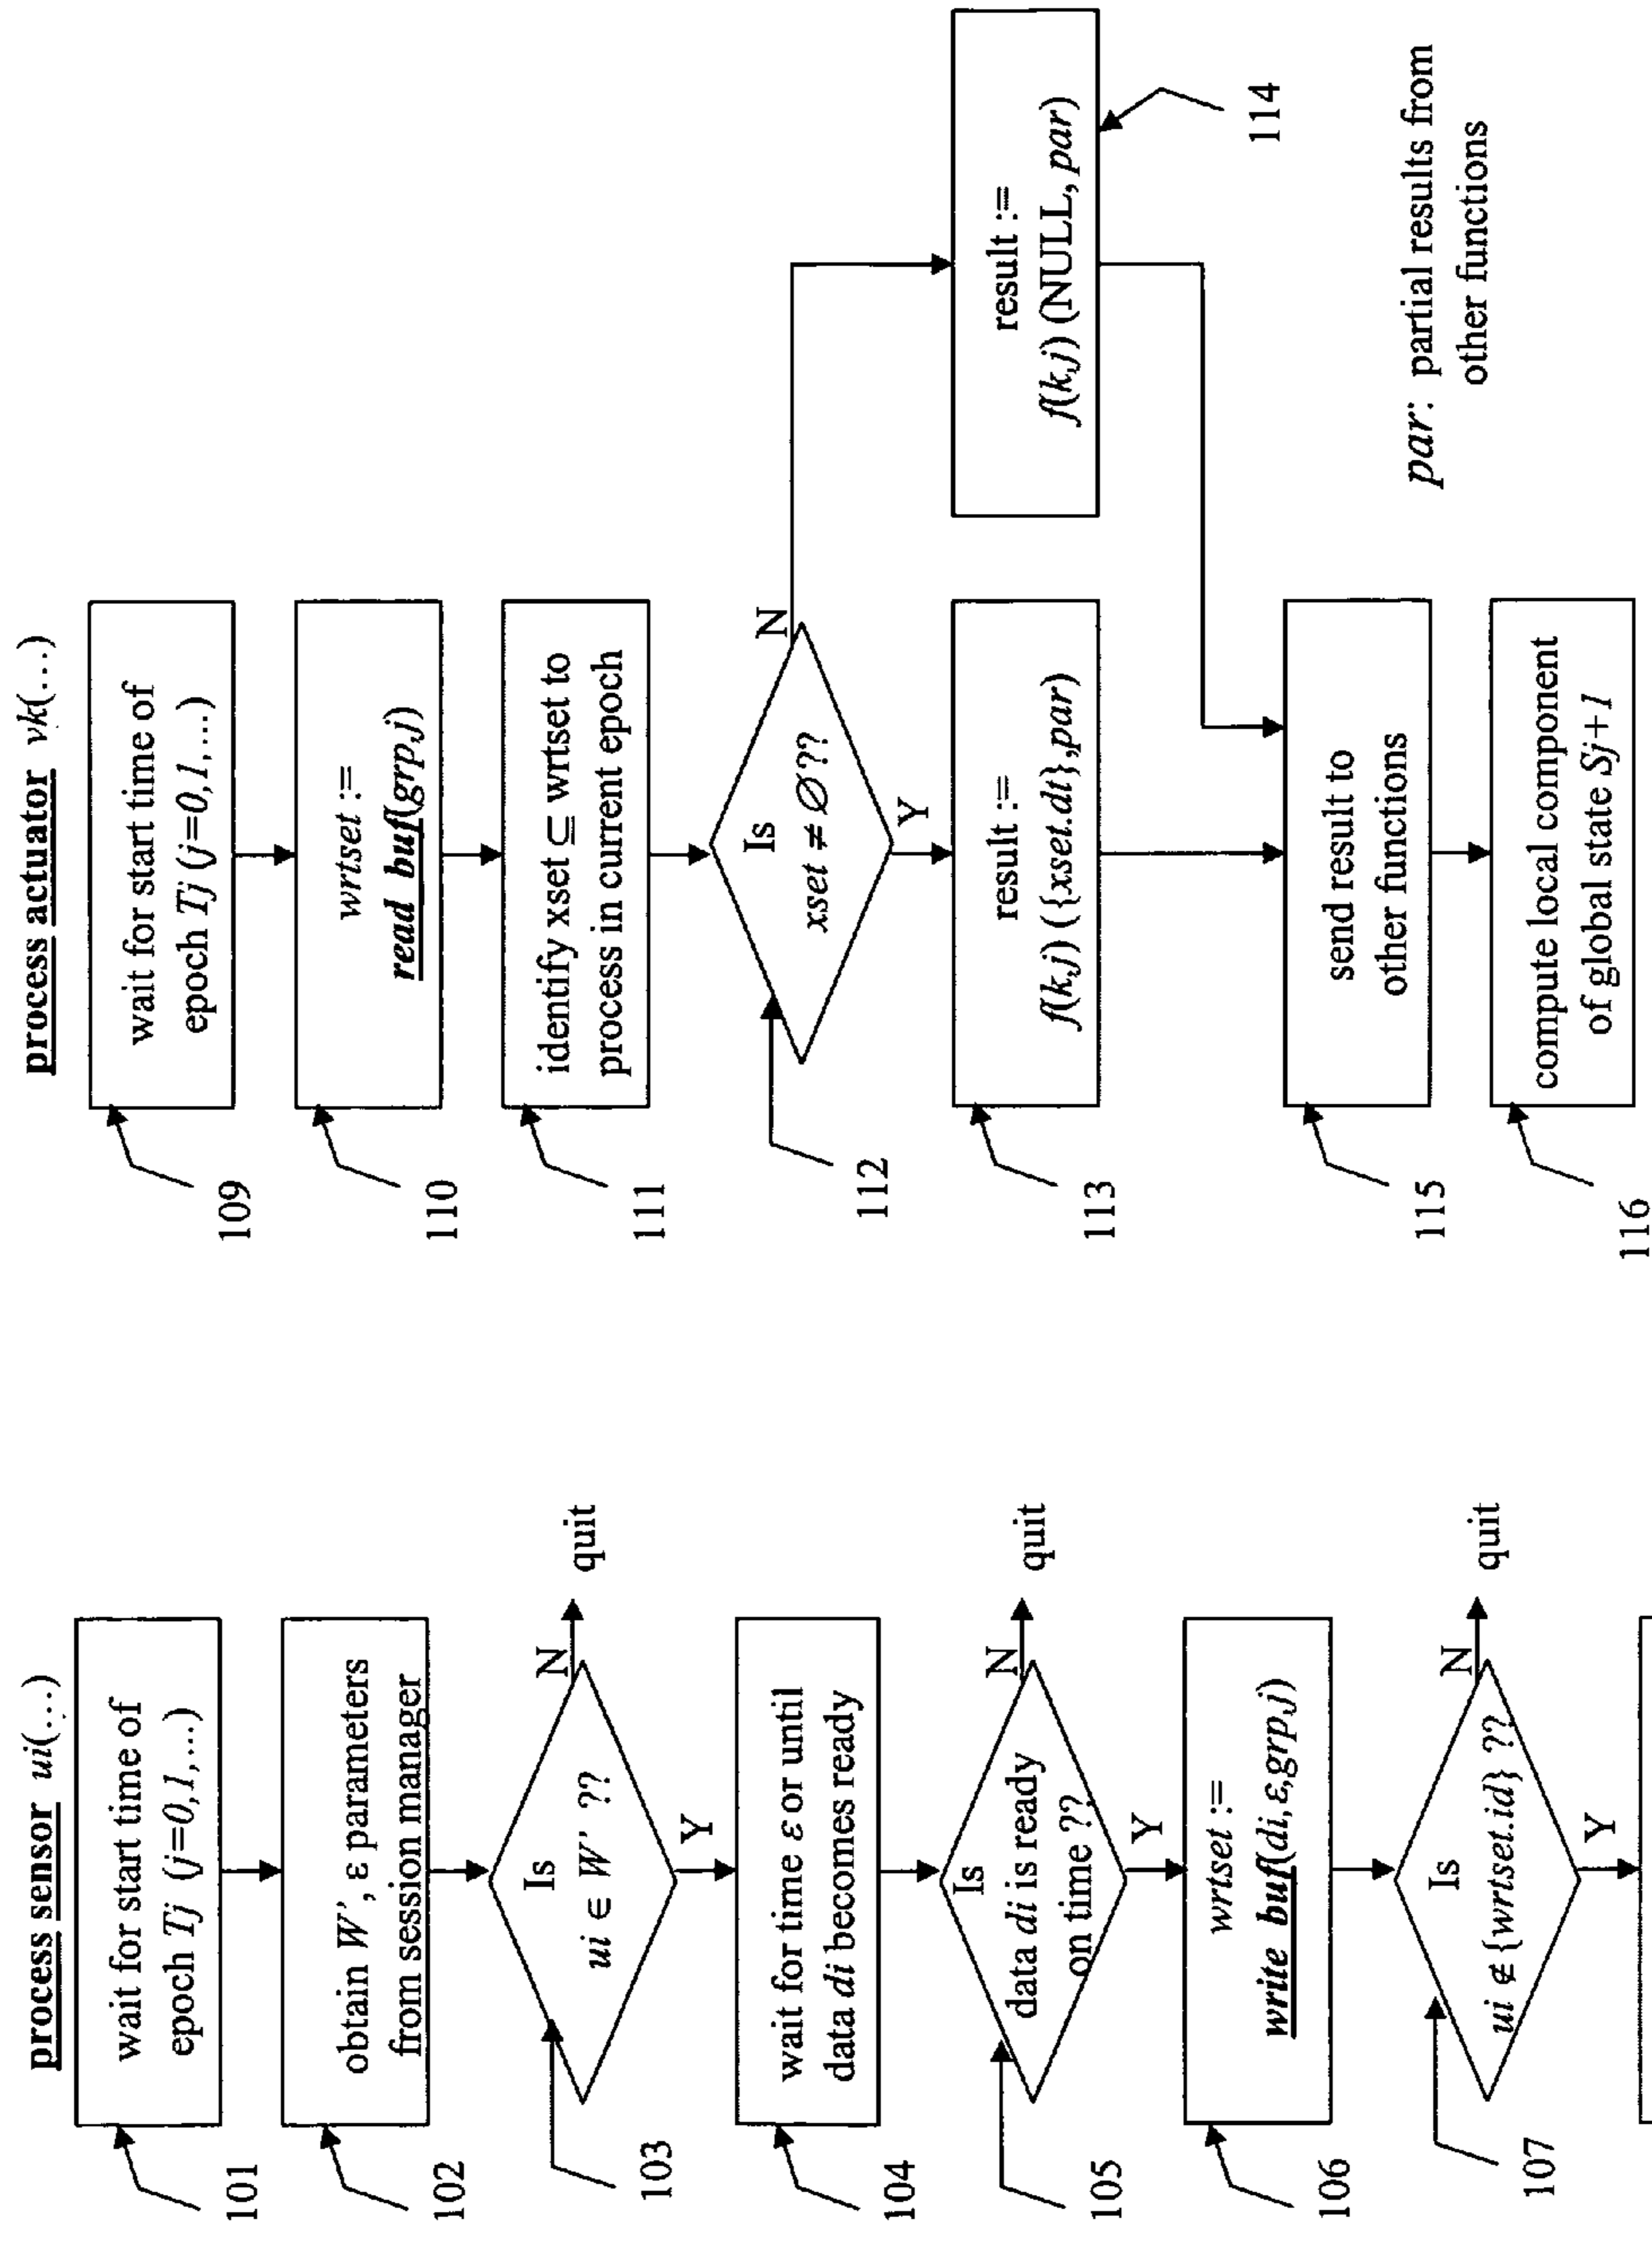 process sensor ui(...)
101
wait for start time of
epoch Tj (j=0,1,...)
102
obtain W', ε parameters
from session manager
103
Is
ui ∈ W' ??
N
quit
Y
104
wait for time ε or until
data di becomes ready
105
Is
data di is ready
on time ??
N
quit
Y
106
wrtset :=
write_buf(di,ε,grp,j)
107
Is
ui ∉ {wrtset.id} ??
N
quit
Y
process actuator vk(...)
109
wait for start time of
epoch Tj (j=0,1,...)
110
wrtset :=
read_buf(grp,j)
111
identify xset ⊆ wrtset to
process in current epoch
112
Is
xset ≠ ∅??
N
Y
113
result :=
f(k,j) ({xset.dt},par)
result :=
f(k,j) (NULL, par)
114
115
send result to
other functions
116
compute local component
of global state Sj+1
par: partial results from
other functions